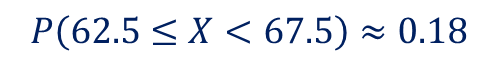 P(62.5 ≤ X < 67.5) ≈ 0.18